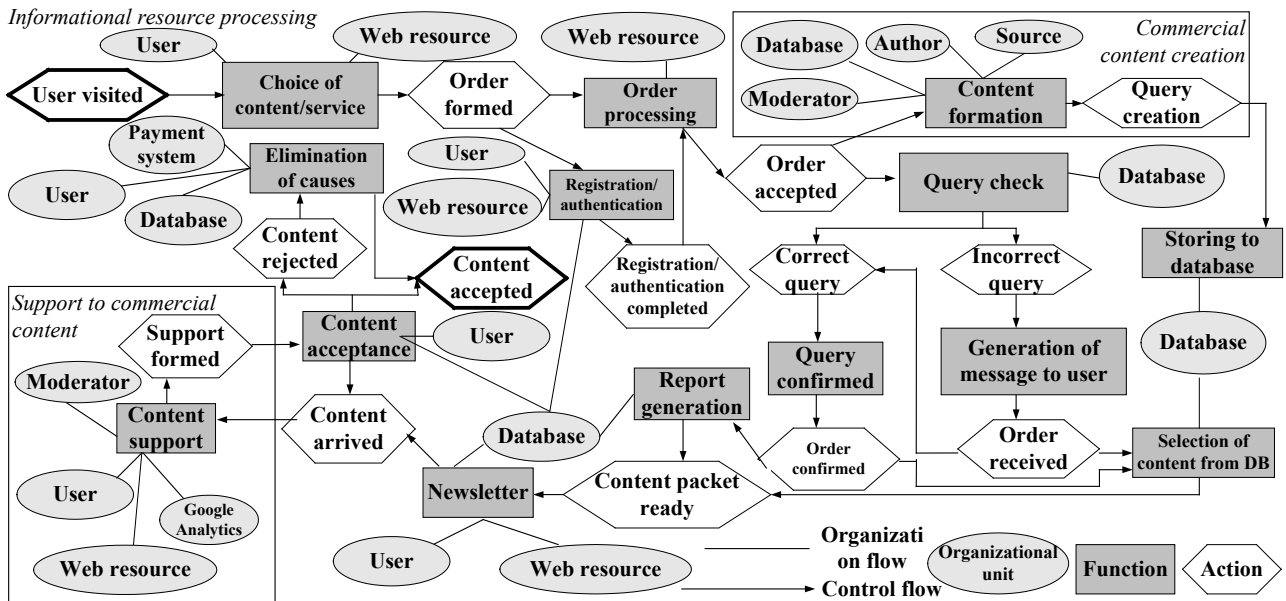 Informational resource processing
User
Web resource
Web resource
Database
Author
Source
Commercial
content creation
User visited
Choice of
content/service
Order
formed
Order
processing
Moderator
Content
formation
Query
creation
Payment
system
Elimination
of causes
User
Registration/
authentication
Order
accepted
Query check
Database
User
Database
Web resource
Content
rejected
Content
accepted
Registration/
authentication
completed
Correct
query
Incorrect
query
Storing to
database
Support to commercial
content
Support
formed
Content
acceptance
User
Query
confirmed
Generation of
message to user
Database
Moderator
Content
support
Content
arrived
Database
Report
generation
Order
confirmed
Order
received
Selection of
content from DB
User
Google
Analytics
Newsletter
Content packet
ready
Web resource
User
Web resource
Organizati
on flow
Control flow
Organizational
unit
Function
Action